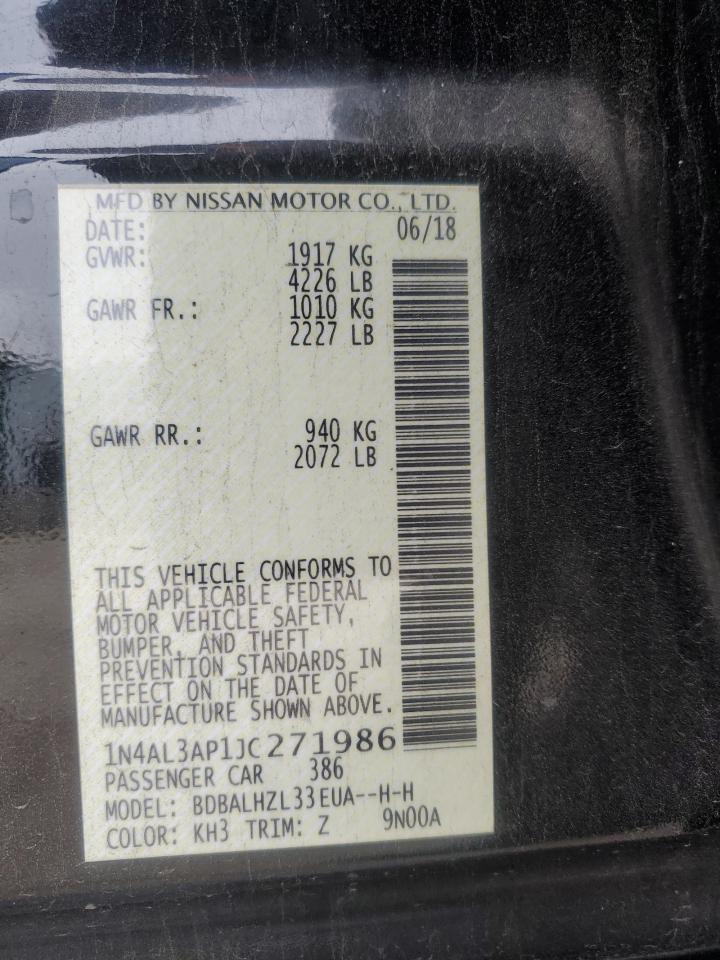 MFD BY NISSAN MOTOR CO., LTD.
DATE: 06/18
GVWR: 1917 KG
4226 LB
GAWR FR.: 1010 KG
2227 LB
GAWR RR.: 940 KG
2072 LB
THIS VEHICLE CONFORMS TO
ALL APPLICABLE FEDERAL
MOTOR VEHICLE SAFETY,
BUMPER, AND THEFT
PREVENTION STANDARDS IN
EFFECT ON THE DATE OF
MANUFACTURE SHOWN ABOVE.
1N4AL3AP1JC271986
PASSENGER CAR 386
MODEL: BDBALHZL33EUA--H-H
COLOR: KH3 TRIM: Z 9N00A